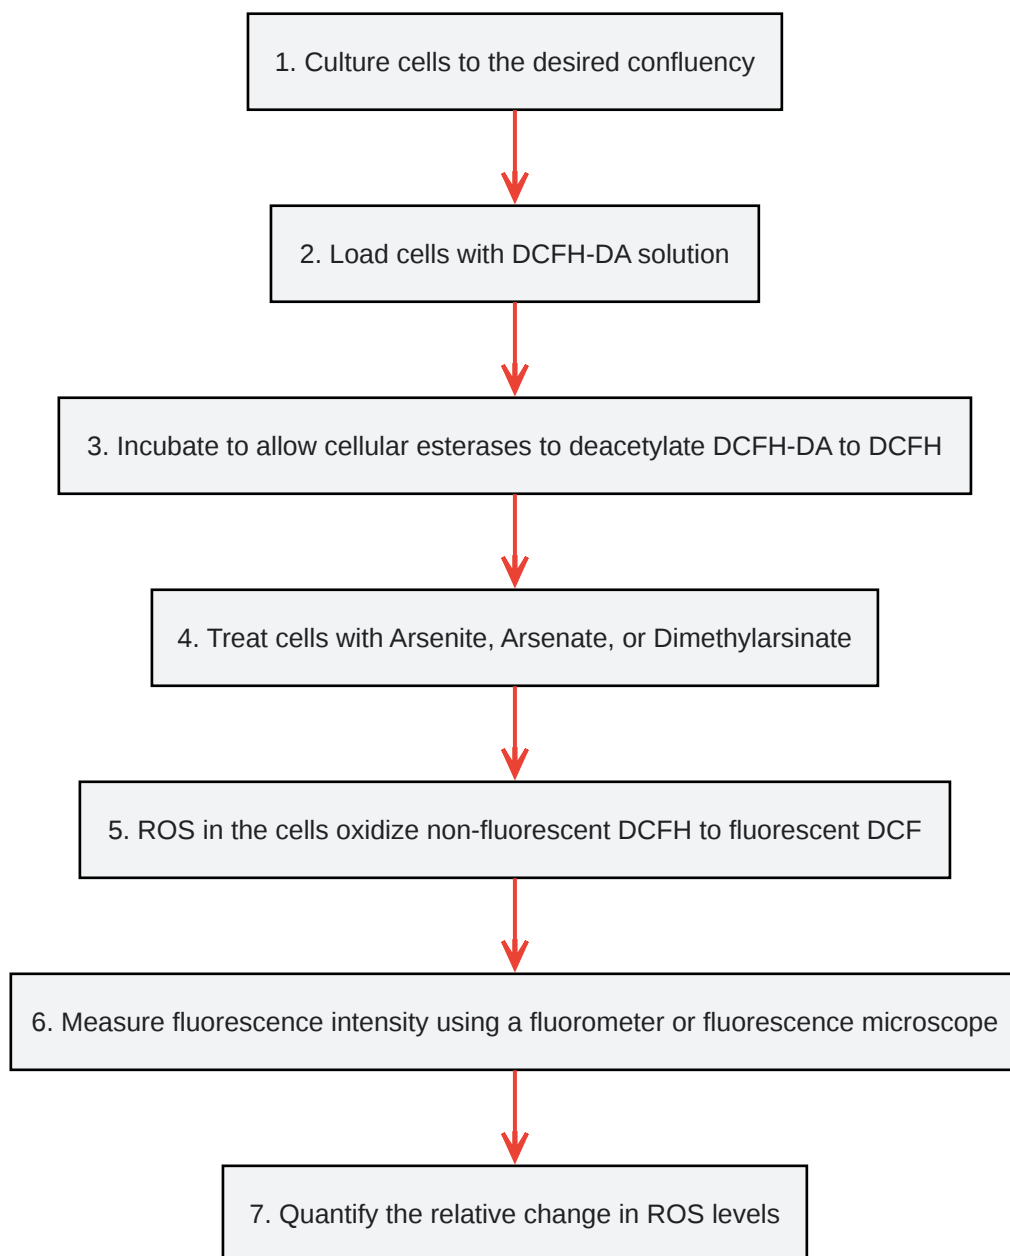 1. Culture cells to the desired confluency
2. Load cells with DCFH-DA solution
3. Incubate to allow cellular esterases to deacetylate DCFH-DA to DCFH
4. Treat cells with Arsenite, Arsenate, or Dimethylarsinate
5. ROS in the cells oxidize non-fluorescent DCFH to fluorescent DCF
6. Measure fluorescence intensity using a fluorometer or fluorescence microscope
7. Quantify the relative change in ROS levels